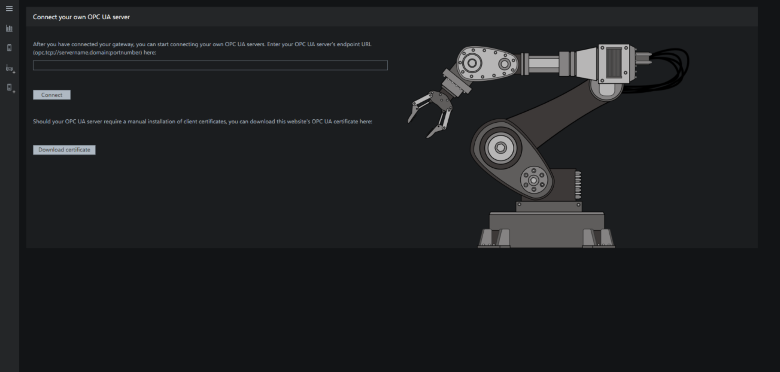 Connect your own OPC UA server
After you have connected your gateway, you can start connecting your own OPC UA servers. Enter your OPC UA server's endpoint URL
(opc.tcp://servername.domain:portnumber) here:
Connect
Should your OPC UA server require a manual installation of client certificates, you can download this website's OPC UA certificate here:
Download certificate